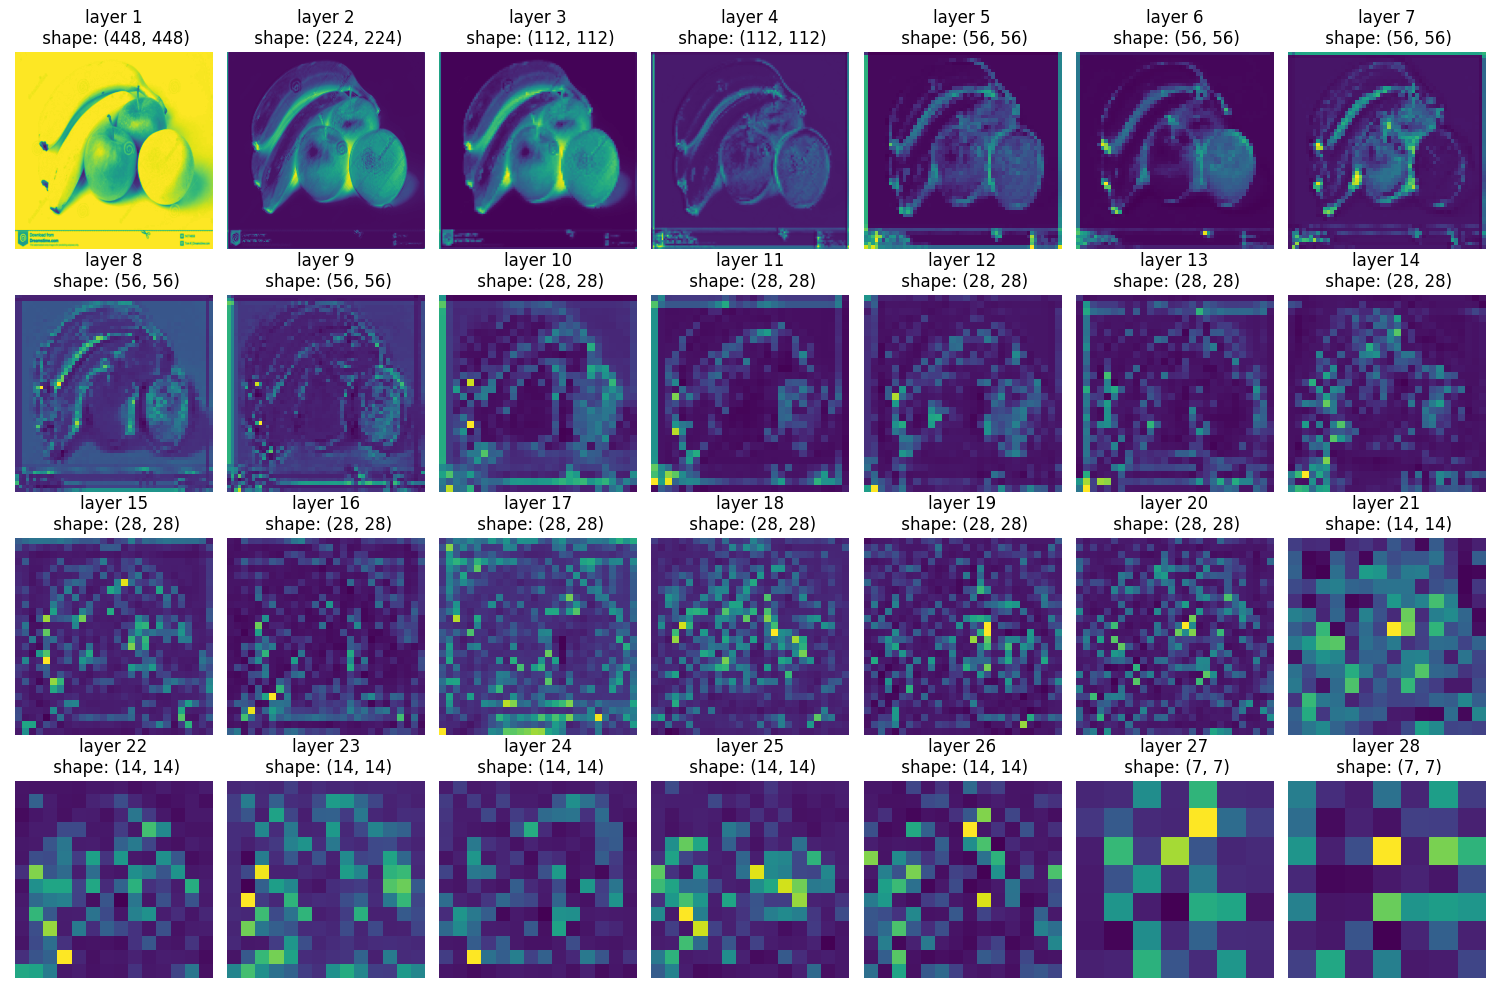 layer 1
shape: (448, 448)
layer 2
shape: (224, 224)
layer 3
shape: (112, 112)
layer 4
shape: (112, 112)
layer 5
shape: (56, 56)
layer 6
shape: (56, 56)
layer 7
shape: (56, 56)
Download from
Dreamstime.com
layer 8
shape: (56, 56)
layer 9
shape: (56, 56)
layer 10
shape: (28, 28)
layer 11
shape: (28, 28)
layer 12
shape: (28, 28)
layer 13
shape: (28, 28)
layer 14
shape: (28, 28)
layer 15
shape: (28, 28)
layer 16
shape: (28, 28)
layer 17
shape: (28, 28)
layer 18
shape: (28, 28)
layer 19
shape: (28, 28)
layer 20
shape: (28, 28)
layer 21
shape: (14, 14)
layer 22
shape: (14, 14)
layer 23
shape: (14, 14)
layer 24
shape: (14, 14)
layer 25
shape: (14, 14)
layer 26
shape: (14, 14)
layer 27
shape: (7, 7)
layer 28
shape: (7, 7)